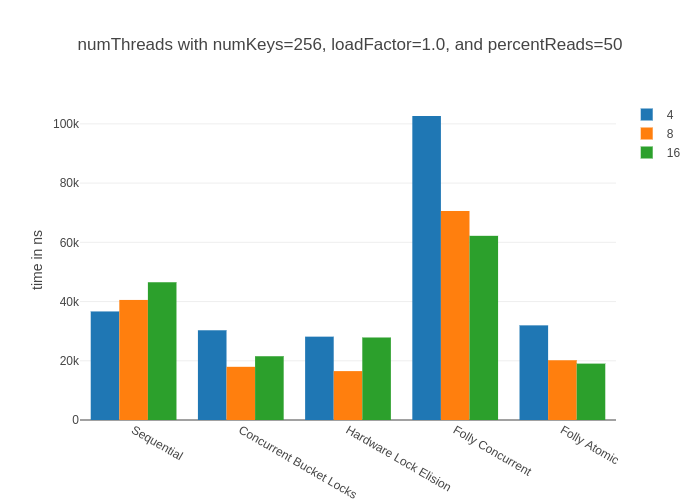 numThreads with numKeys=256, loadFactor=1.0, and percentReads=50
4
8
16
time in ns
100k
80k
60k
40k
20k
0
Sequential
Concurrent Bucket Locks
Hardware Lock Elision
Folly Concurrent
Folly Atomic